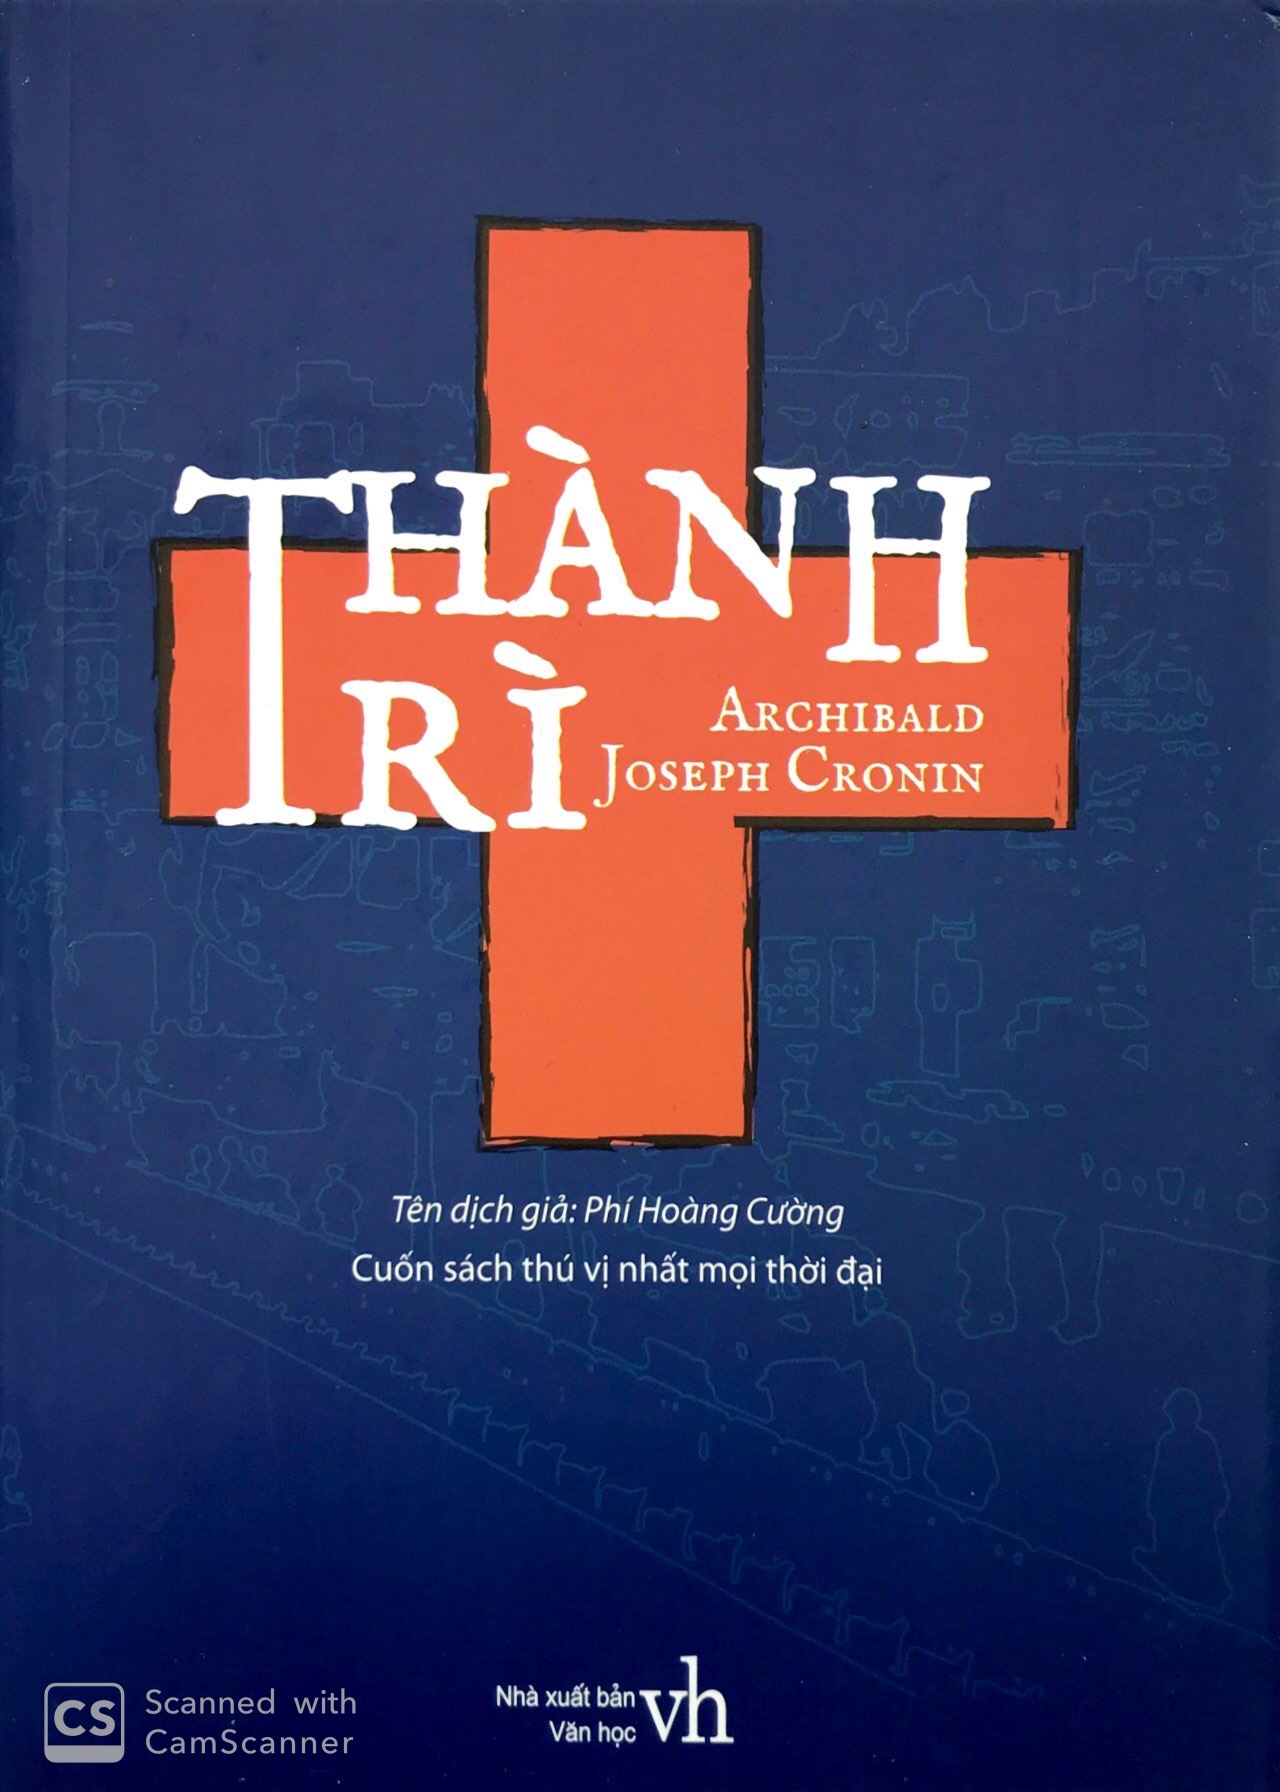 THÀNH
TRÌ
ARCHIBALD
JOSEPH CRONIN
Tên dịch giả: Phí Hoàng Cường
Cuốn sách thú vị nhất mọi thời đại
Nhà xuất bản
Văn học
vh
CS
Scanned with
CamScanner